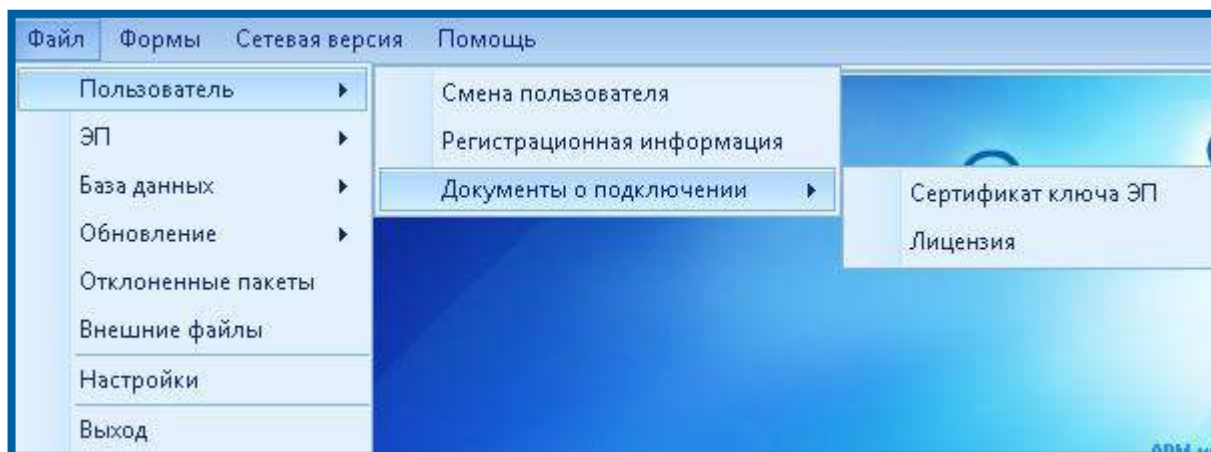 Файл Формы Сетевая версия Помощь
Пользователь
ЭП
База данных
Обновление
Отклоненные пакеты
Внешние файлы
Настройки
Выход
Смена пользователя
Регистрационная информация
Документы о подключении
Сертификат ключа ЭП
Лицензия